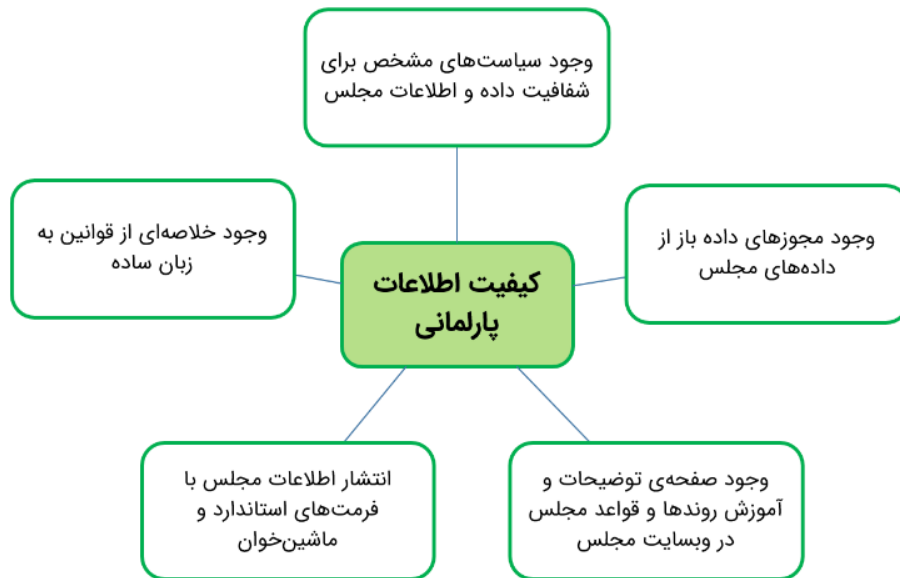 وجود سیاست‌های مشخص برای
شفافیت داده و اطلاعات مجلس
وجود مجوزهای داده باز از
داده‌های مجلس
وجود خلاصه‌ای از قوانین به
زبان ساده
کیفیت اطلاعات
پارلمانی
وجود صفحه‌ی توضیحات و
آموزش روندها و قواعد مجلس
در وبسایت مجلس
انتشار اطلاعات مجلس با
فرمت‌های استاندارد و
ماشین‌خوان